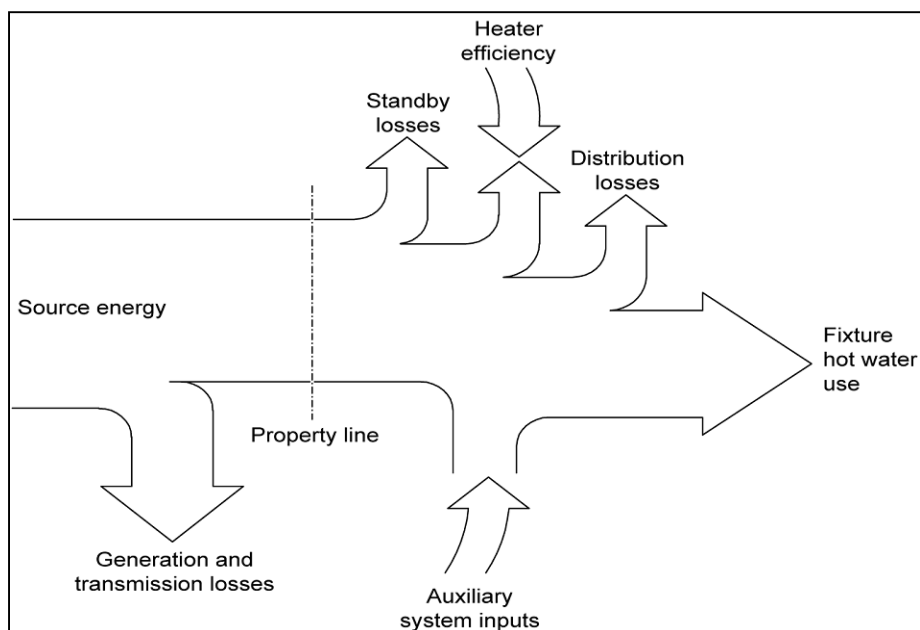 Heater
efficiency
Standby
losses
Distribution
losses
Source energy
Fixture
hot water
use
Property line
Generation and
transmission losses
Auxiliary
system inputs